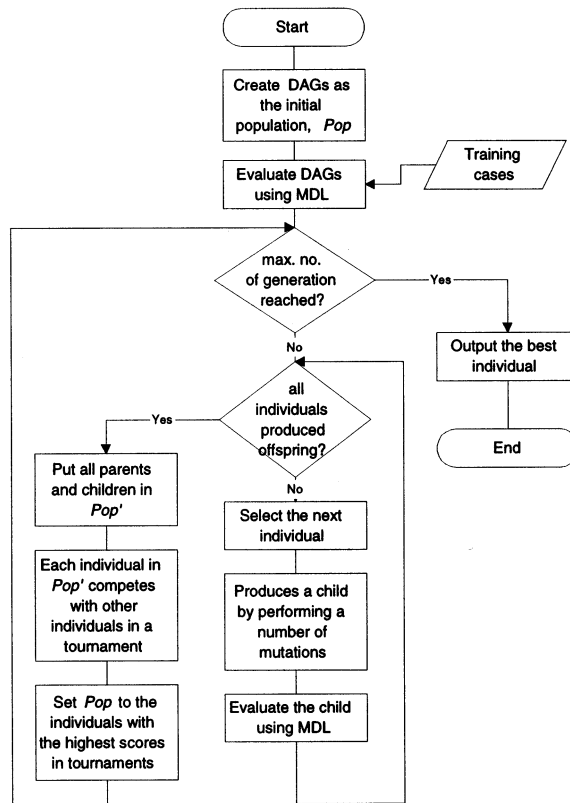 Start
Create DAGs as
the initial
population, Pop
Evaluate DAGs
using MDL
Training
cases
max. no.
of generation
reached?
Yes
No
Output the best
individual
End
all
individuals
produced
offspring?
Yes
No
Put all parents
and children in
Pop'
Each individual in
Pop' competes
with other
individuals in a
tournament
Set Pop to the
individuals with
the highest scores
in tournaments
Select the next
individual
Produces a child
by performing a
number of
mutations
Evaluate the child
using MDL